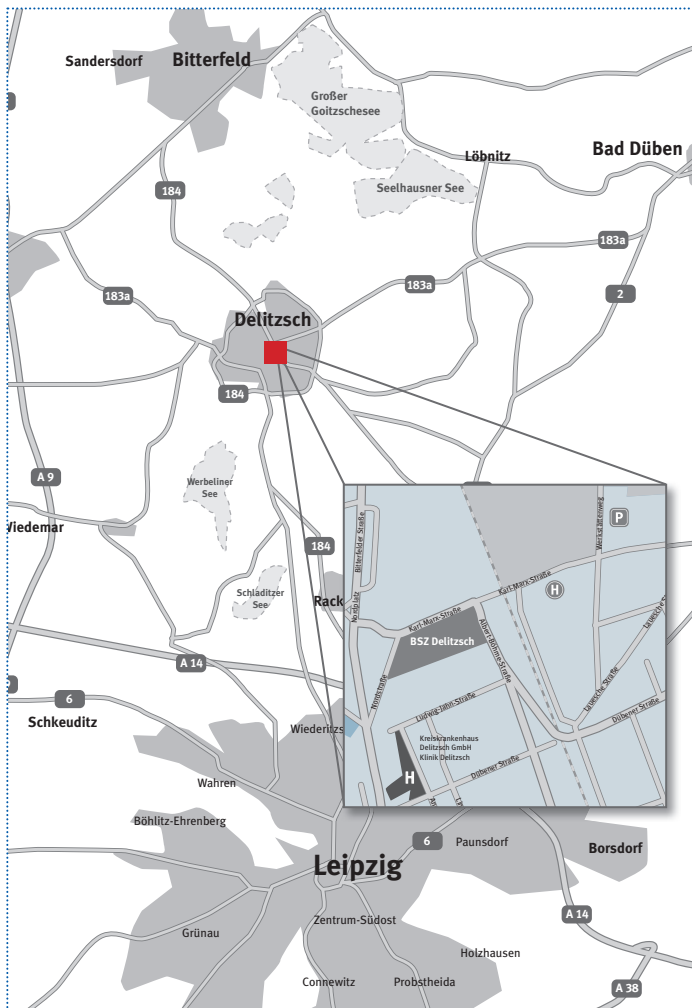 Sandersdorf
Bitterfeld
Großer
Goitzschesee
Löbnitz
Bad Düben
Seelhausner See
184
183a
183a
183a
2
Delitzsch
184
A 9
Werbeliner
See
184
Schladitzer
See
Rack
A 14
6
Schkeuditz
Wiederitzs
Wahren
Böhlitz-Ehrenberg
6
Paunsdorf
Borsdorf
Leipzig
A 14
Grünau
Zentrum-Südost
Holzhausen
Connewitz
Probstheida
A 38
Bitterfelder Straße
Nordplatz
Werkstättenweg
P
Karl-Marx-Straße
H
Karl-Marx-Straße
BSZ Delitzsch
Albert-Böhme-Straße
Nordstraße
Ludwig-Jahn-Straße
Lauesche Straße
Dübener Straße
Kreiskrankenhaus
Delitzsch GmbH
Klinik Delitzsch
H
Dübener Straße